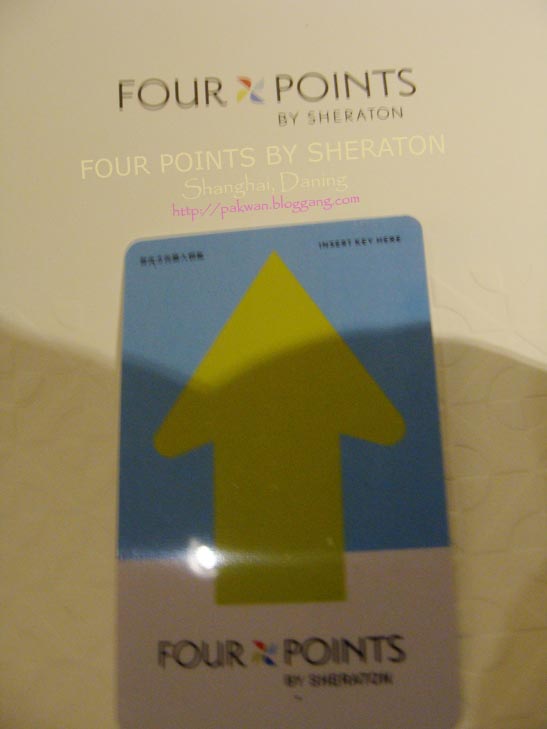 FOUR POINTS
BY SHERATON
FOUR POINTS BY SHERATON
Shanghai, Daning
http://pakwan.bloggang.com
INSERT KEY HERE
FOUR POINTS
BY SHERATON